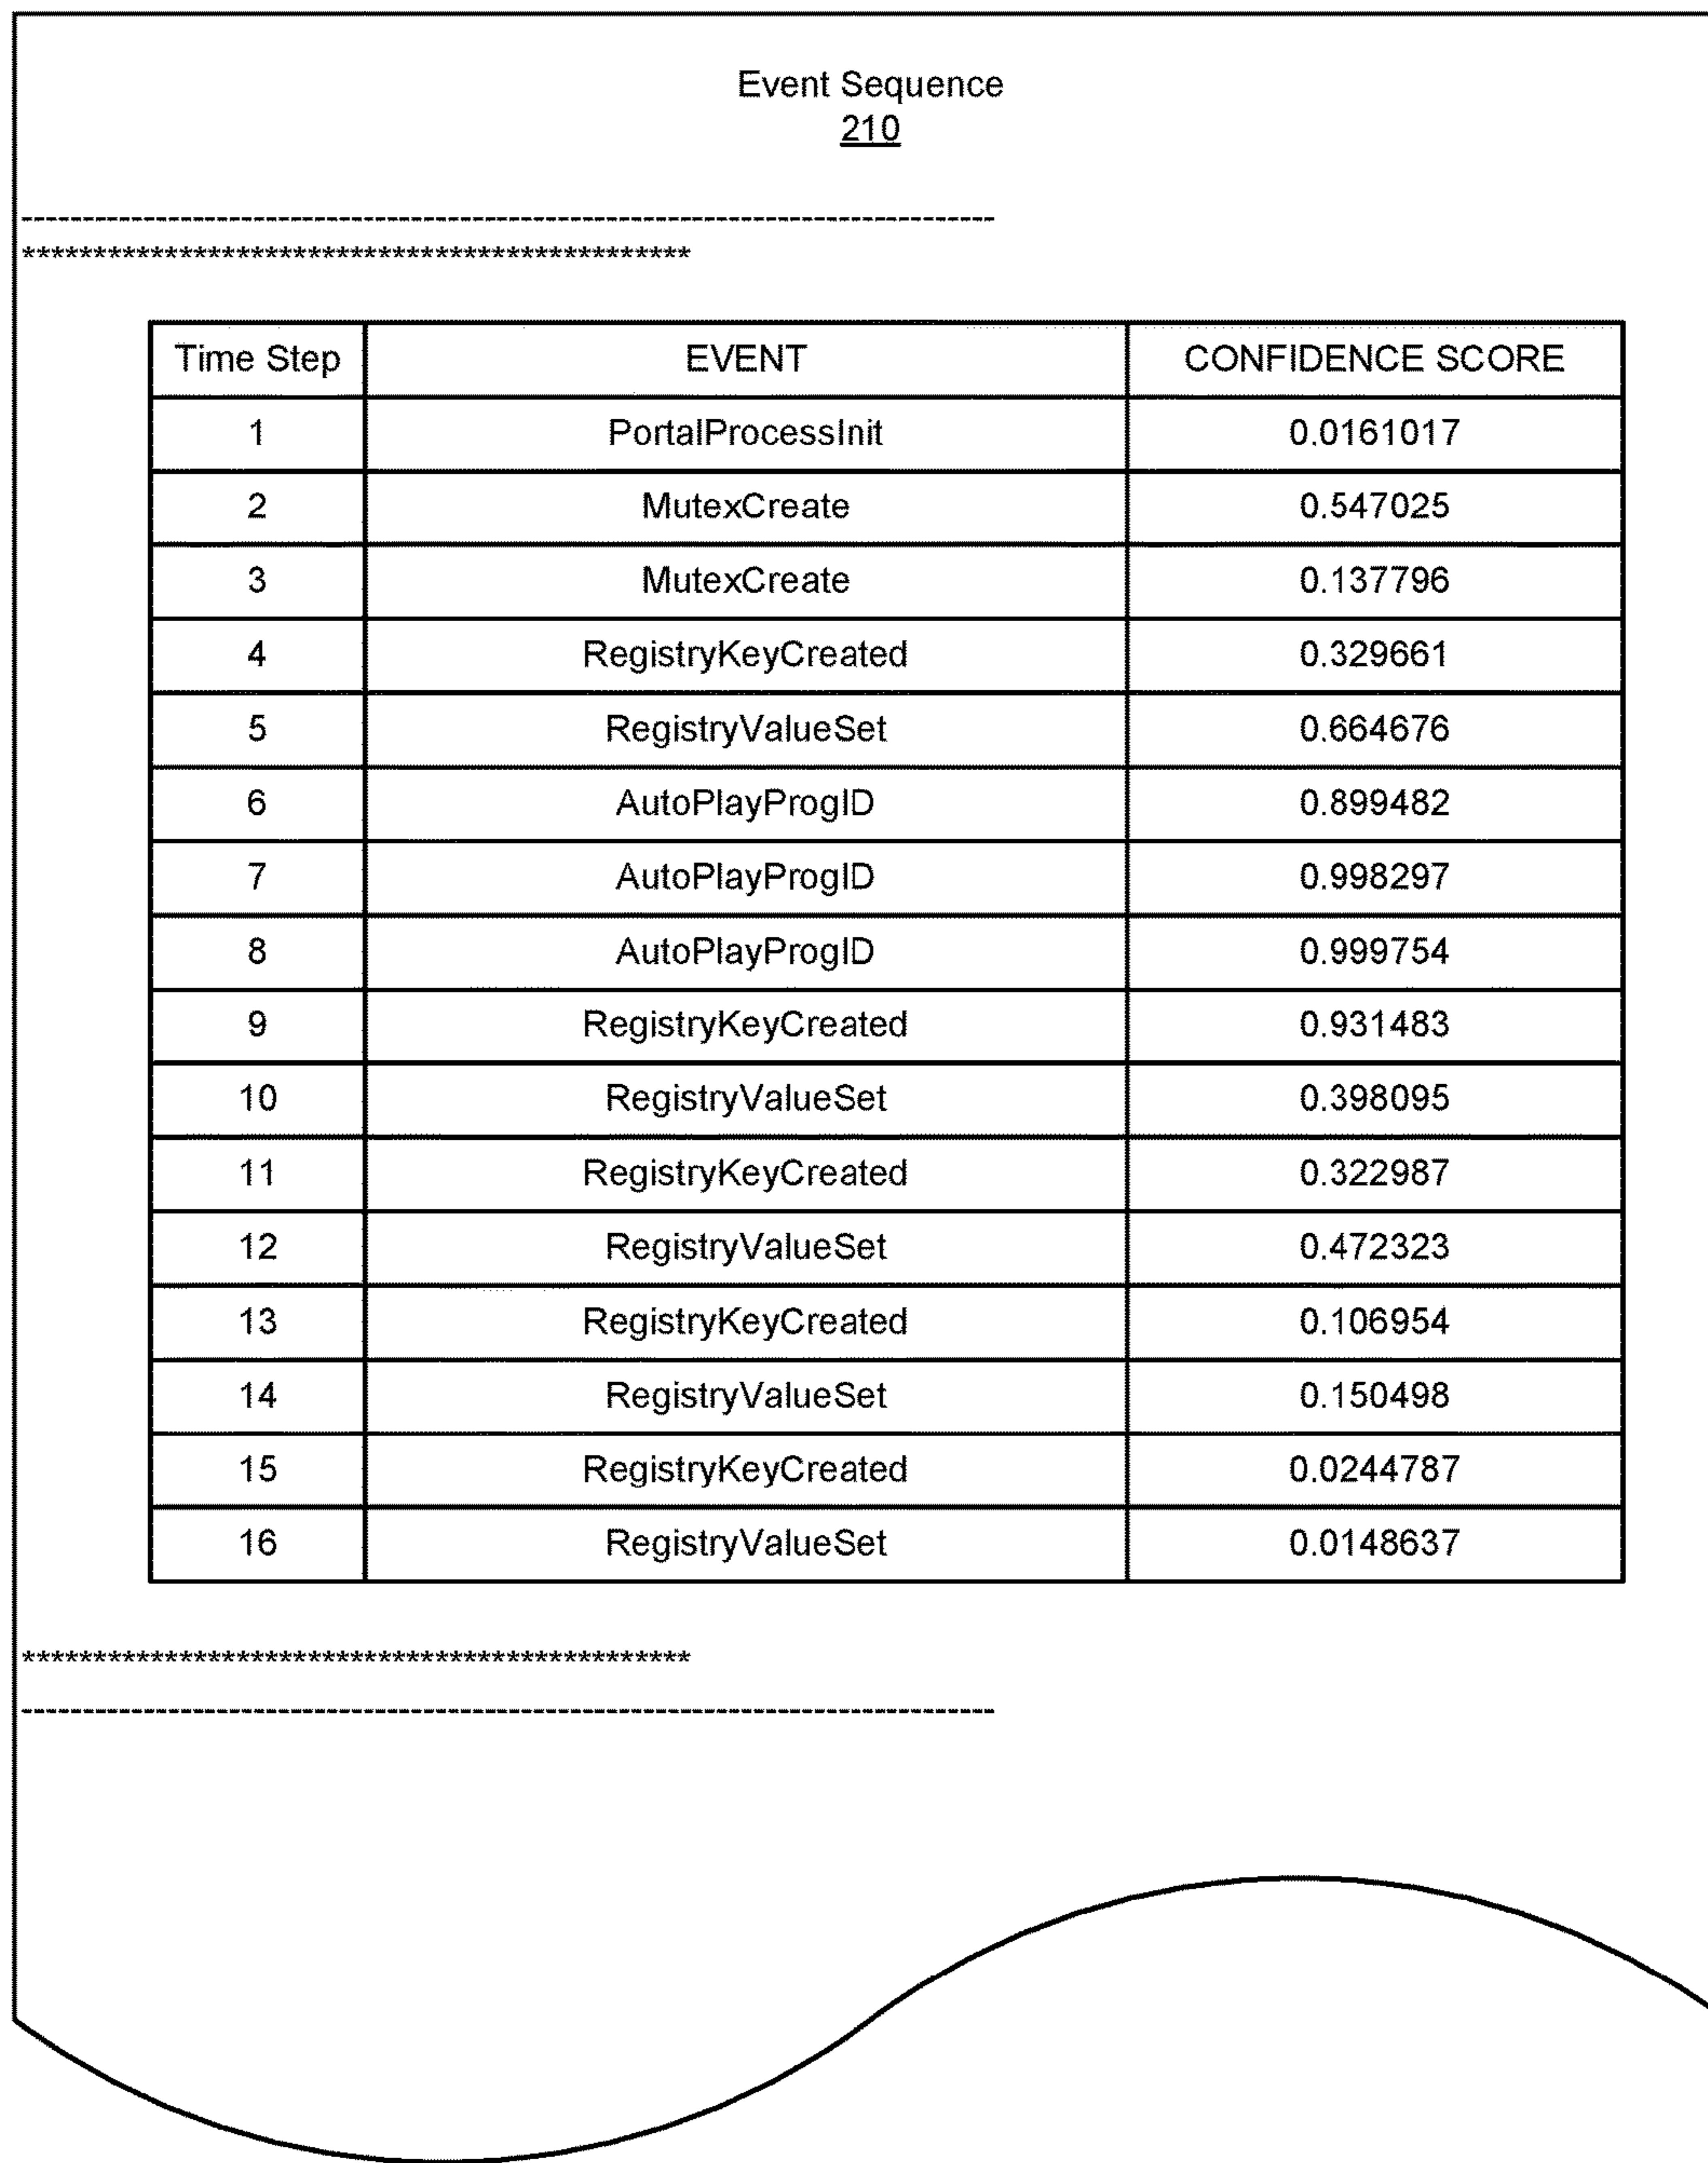 Event Sequence
210
--------------------------------------------------------------------------------
***********************************************
Time Step EVENT CONFIDENCE SCORE
1 PortalProcessInit 0.0161017
2 MutexCreate 0.547025
3 MutexCreate 0.137796
4 RegistryKeyCreated 0.329661
5 RegistryValueSet 0.664676
6 AutoPlayProgID 0.899482
7 AutoPlayProgID 0.998297
8 AutoPlayProgID 0.999754
9 RegistryKeyCreated 0.931483
10 RegistryValueSet 0.398095
11 RegistryKeyCreated 0.322987
12 RegistryValueSet 0.472323
13 RegistryKeyCreated 0.106954
14 RegistryValueSet 0.150498
15 RegistryKeyCreated 0.0244787
16 RegistryValueSet 0.0148637
***********************************************
--------------------------------------------------------------------------------